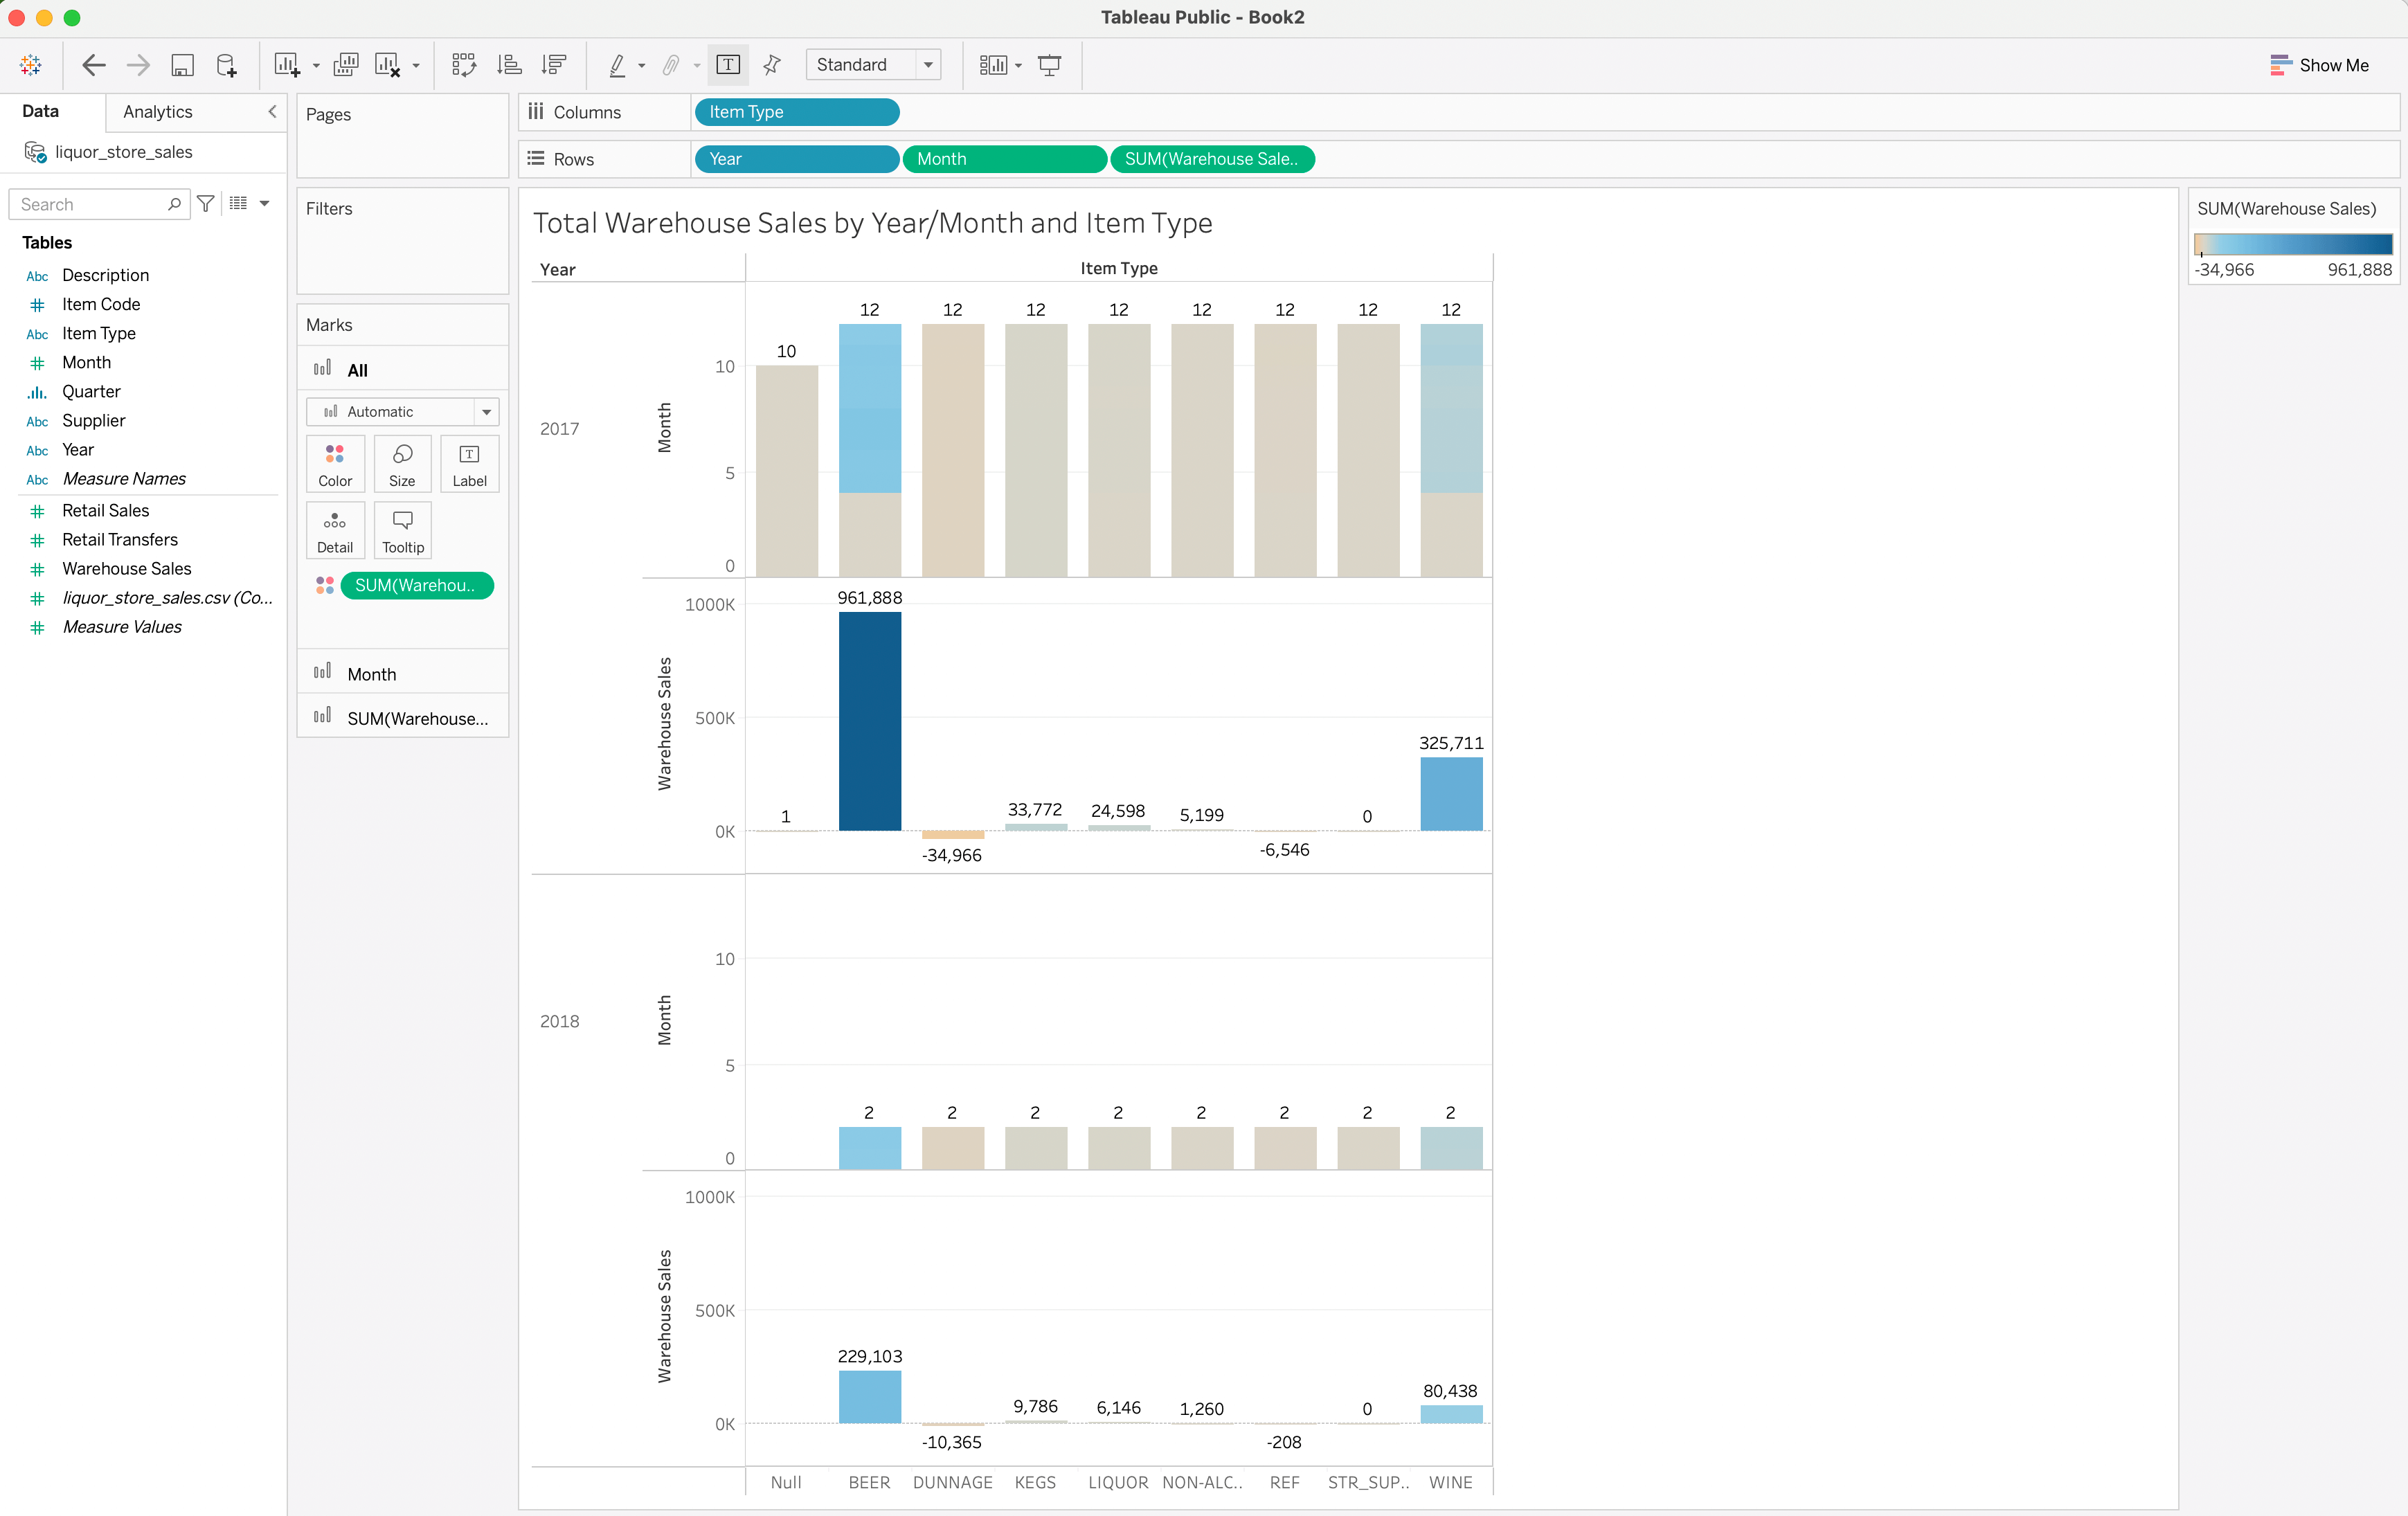 Tableau Public - Book2
Standard
Show Me
Data
Analytics
liquor_store_sales
Search
Tables
Abc Description
Item Code
Abc Item Type
Month
Quarter
Abc Supplier
Abc Year
Abc Measure Names
Retail Sales
Retail Transfers
Warehouse Sales
liquor_store_sales.csv (Co...
Measure Values
Pages
Filters
Marks
All
Automatic
Color
Size
T
Label
Detail
Tooltip
SUM(Warehou..
Month
SUM(Warehouse...
Columns
Item Type
Rows
Year
Month
SUM(Warehouse Sale..
Total Warehouse Sales by Year/Month and Item Type
Year
Item Type
2017
Month
10
5
0
10
12
12
12
12
12
12
12
12
Warehouse Sales
1000K
500K
0K
1
961,888
-34,966
33,772
24,598
5,199
-6,546
0
325,711
2018
Month
10
5
0
2
2
2
2
2
2
2
2
Warehouse Sales
1000K
500K
0K
229,103
-10,365
9,786
6,146
1,260
-208
0
80,438
Null
BEER
DUNNAGE
KEGS
LIQUOR
NON-ALC..
REF
STR_SUP..
WINE
SUM(Warehouse Sales)
-34,966
961,888